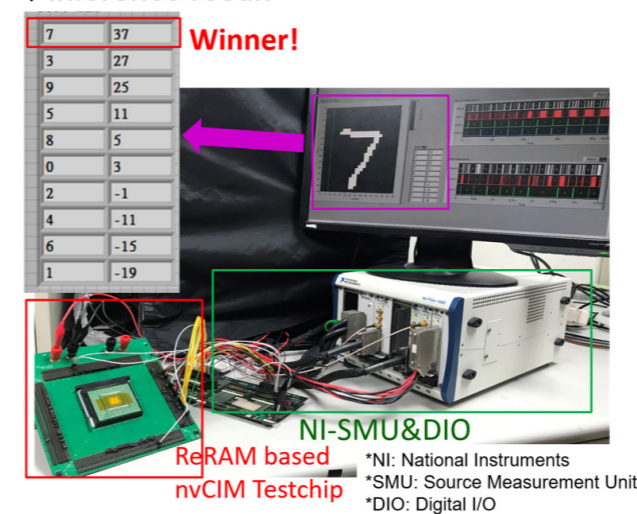 7 37
Winner!
3 27
9 25
5 11
8 5
0 3
2 -1
4 -11
6 -15
1 -19
7
NATIONAL INSTRUMENTS
NI-SMU&DIO
ReRAM based
nvCIM Testchip
*NI: National Instruments
*SMU: Source Measurement Unit
*DIO: Digital I/O